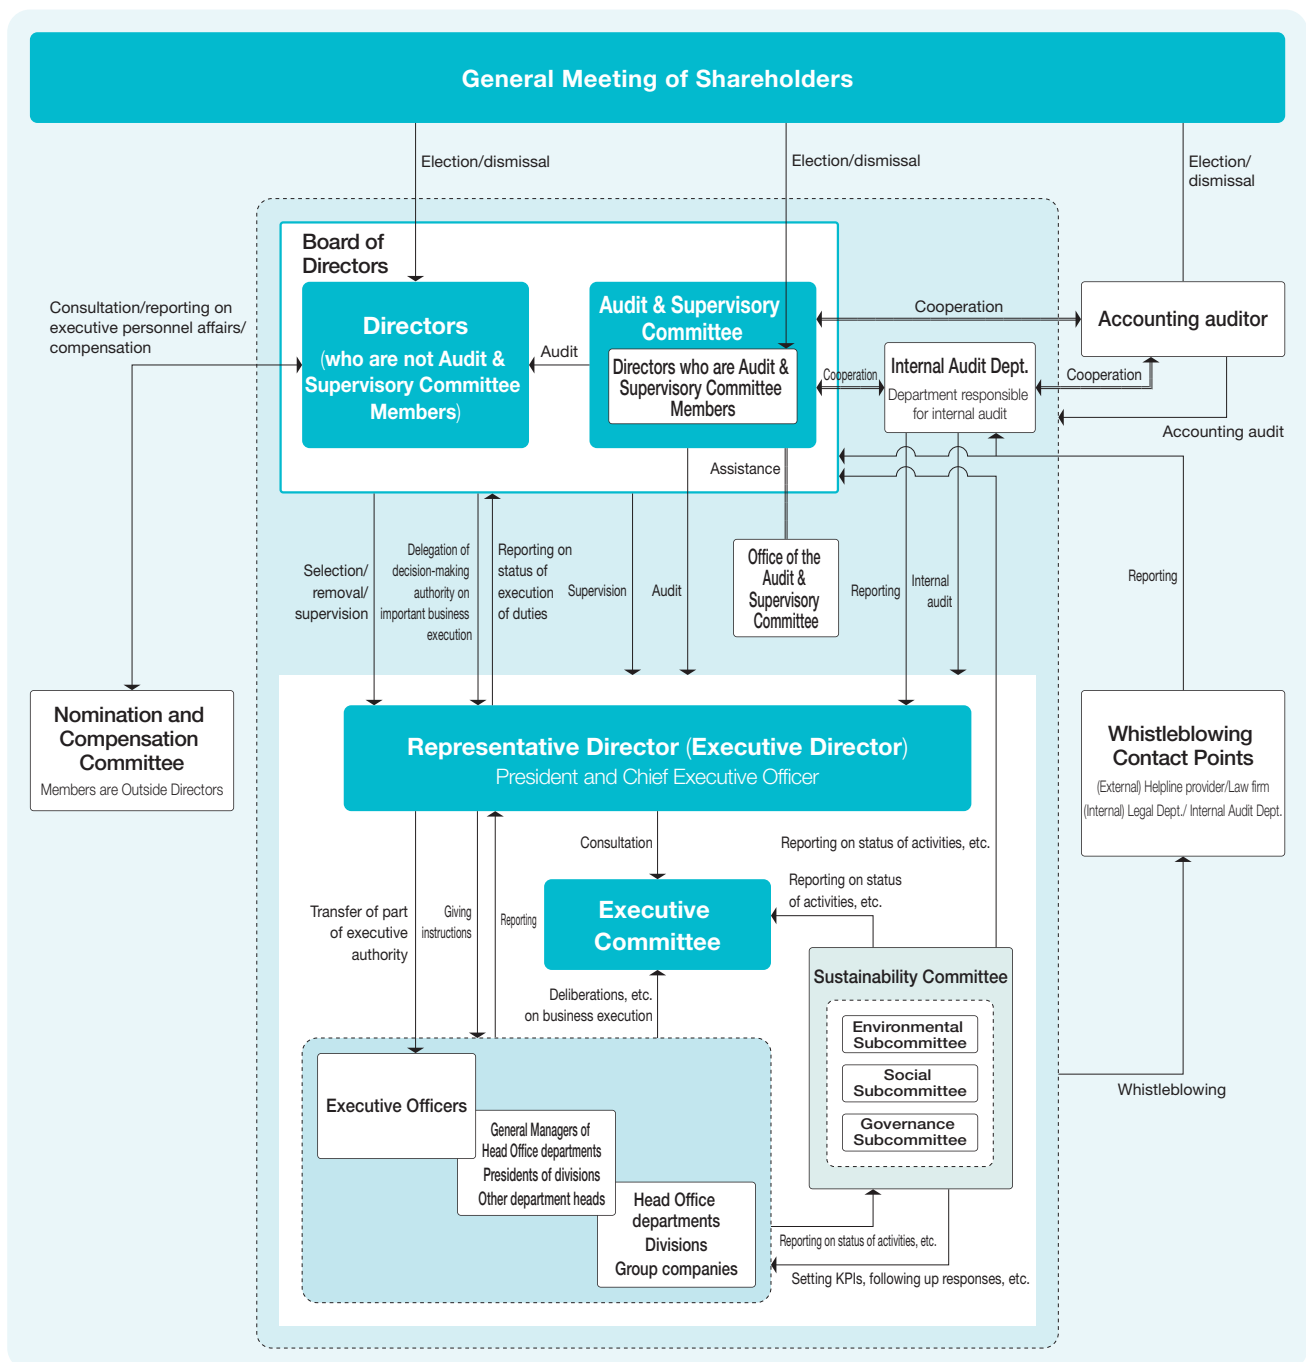 General Meeting of Shareholders
Election/dismissal
Election/dismissal
Election/
dismissal
Board of
Directors
Consultation/reporting on
executive personnel affairs/
compensation
Directors
(who are not Audit &
Supervisory Committee
Members)
Audit
Audit & Supervisory
Committee
Directors who are Audit &
Supervisory Committee
Members
Cooperation
Cooperation
Internal Audit Dept.
Department responsible
for internal audit
Accounting auditor
Cooperation
Accounting audit
Assistance
Selection/
removal/
supervision
Delegation of
decision-making
authority on
important business
execution
Reporting on
status of
execution
of duties
Supervision
Audit
Office of the
Audit &
Supervisory
Committee
Reporting
Internal
audit
Reporting
Nomination and
Compensation
Committee
Members are Outside Directors
Representative Director (Executive Director)
President and Chief Executive Officer
Whistleblowing
Contact Points
(External) Helpline provider/Law firm
(Internal) Legal Dept./ Internal Audit Dept.
Consultation
Reporting on status of activities, etc.
Reporting on status
of activities, etc.
Transfer of part
of executive
authority
Giving
instructions
Reporting
Executive
Committee
Deliberations, etc.
on business execution
Sustainability Committee
Environmental
Subcommittee
Social
Subcommittee
Governance
Subcommittee
Whistleblowing
Executive Officers
General Managers of
Head Office departments
Presidents of divisions
Other department heads
Head Office
departments
Divisions
Group companies
Reporting on status of activities, etc.
Setting KPIs, following up responses, etc.